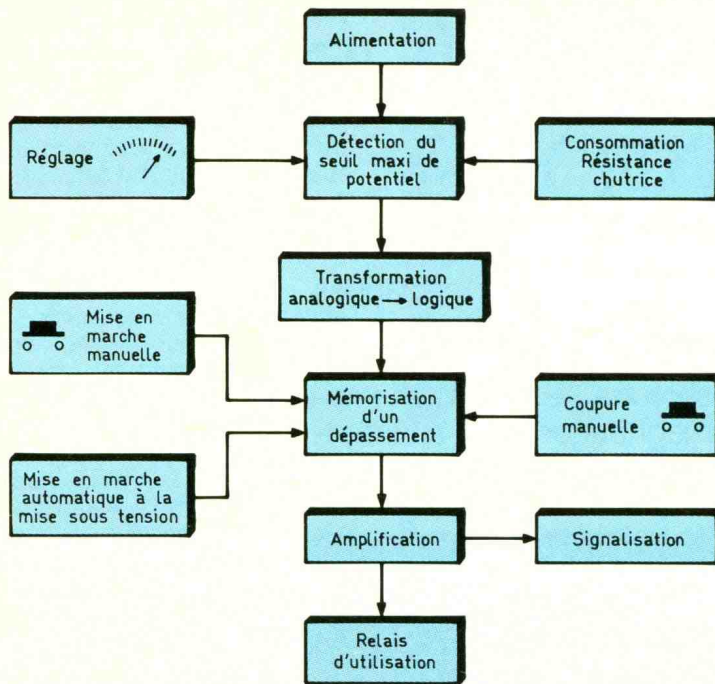 Alimentation
Réglage
Détection du
seuil maxi de
potentiel
Consommation
Résistance
chutrice
Transformation
analogique → logique
Mise en
marche
manuelle
Mémorisation
d'un
dépassement
Coupure
manuelle
Mise en marche
automatique à la
mise sous tension
Amplification
Signalisation
Relais
d'utilisation